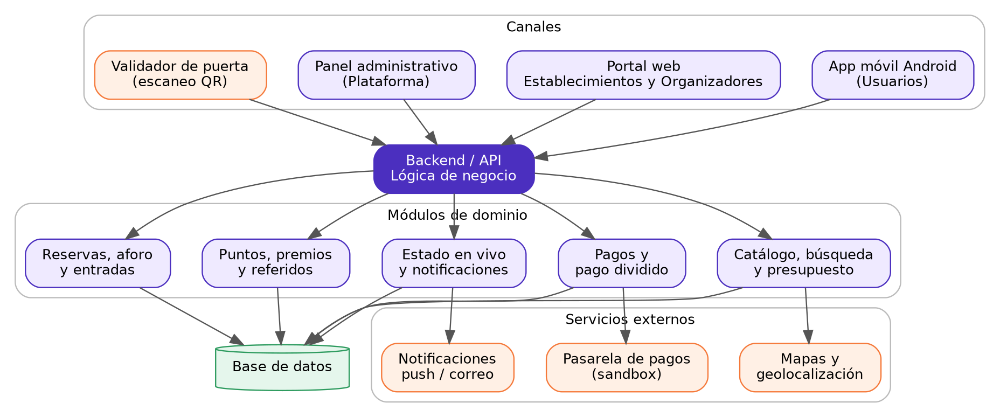 Canales
Validador de puerta
(escaneo QR)
Panel administrativo
(Plataforma)
Portal web
Establecimientos y Organizadores
App móvil Android
(Usuarios)
Backend / API
Lógica de negocio
Módulos de dominio
Reservas, aforo
y entradas
Puntos, premios
y referidos
Estado en vivo
y notificaciones
Pagos y
pago dividido
Catálogo, búsqueda
y presupuesto
Servicios externos
Base de datos
Notificaciones
push / correo
Pasarela de pagos
(sandbox)
Mapas y
geolocalización